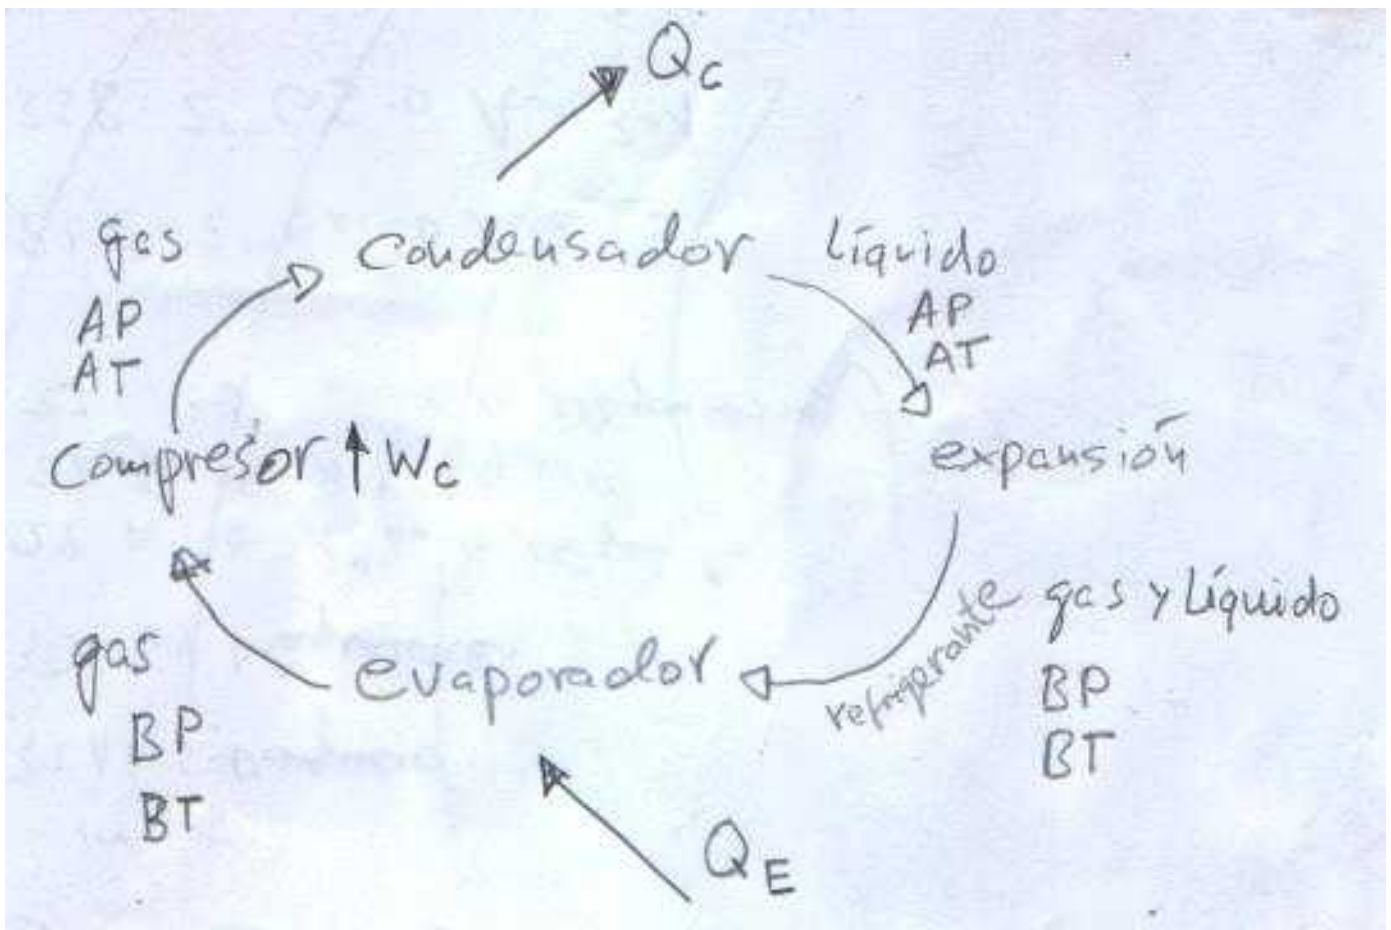 Qc
gas
AP
AT
Condensador
Líquido
AP
AT
Compresor ↑ Wc
expansión
refrigerante
gas y Líquido
BP
BT
gas
BP
BT
evaporador
QE